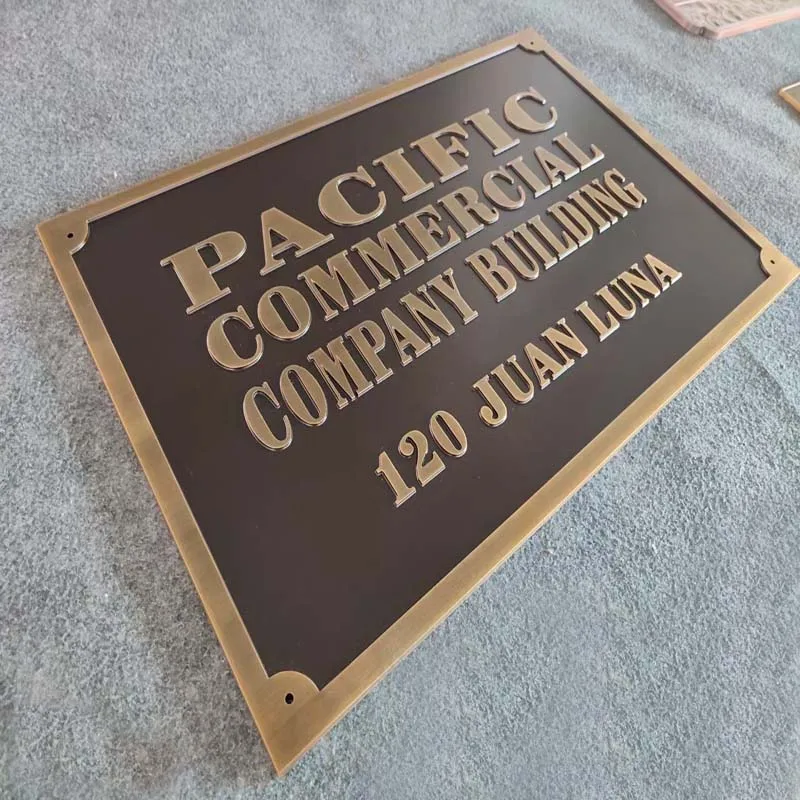 PACIFIC
COMMERCIAL
COMPANY BUILDING
120 JUAN LUNA